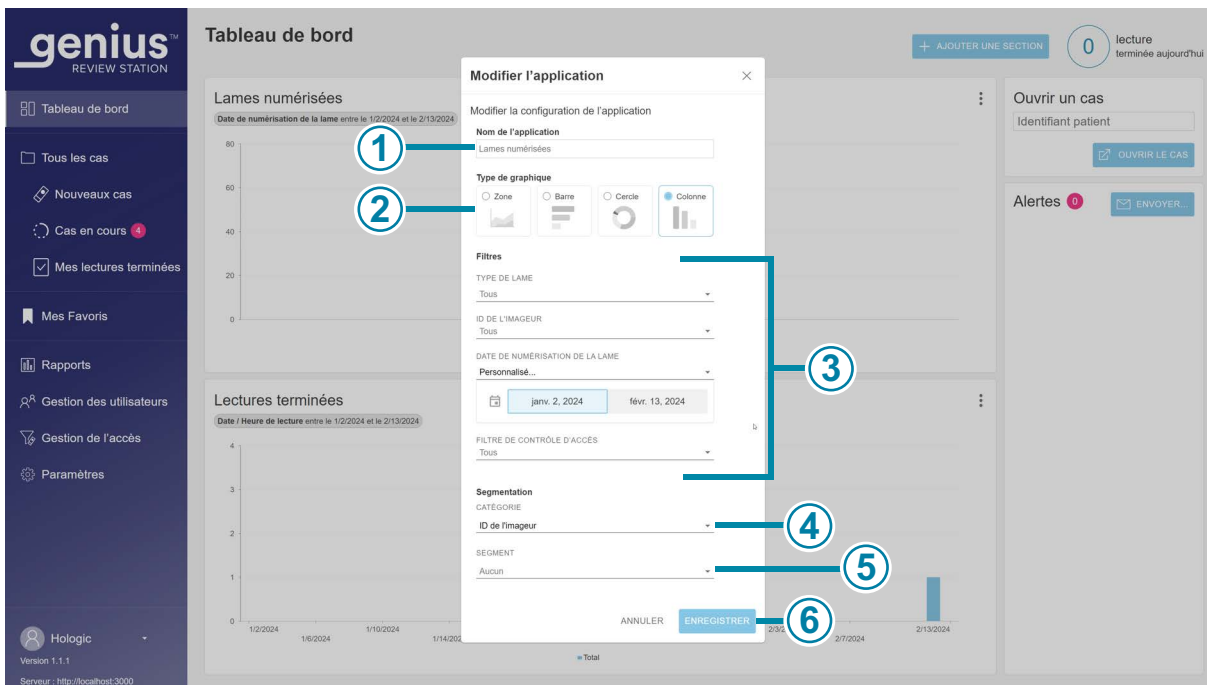 genius™
REVIEW STATION
Tableau de bord
Tous les cas
Nouveaux cas
Cas en cours 4
Mes lectures terminées
Mes Favoris
Rapports
Gestion des utilisateurs
Gestion de l'accès
Paramètres
Hologic
Version 1.1.1
Serveur : http://localhost:3000
Tableau de bord
+ AJOUTER UNE SECTION
0
lecture
terminée aujourd'hui
Lames numérisées
Date de numérisation de la lame entre le 1/2/2024 et le 2/13/2024
80
60
40
20
0
Lectures terminées
Date / Heure de lecture entre le 1/2/2024 et le 2/13/2024
4
3
2
1
0
1/2/2024
1/6/2024
1/10/2024
1/14/202
2/3/2
2/7/2024
2/13/2024
Total
Modifier l'application
Modifier la configuration de l'application
Nom de l'application
Lames numérisées
1
Type de graphique
Zone Barre Cercle Colonne
2
Filtres
TYPE DE LAME
Tous
ID DE L'IMAGEUR
Tous
DATE DE NUMÉRISATION DE LA LAME
Personnalisé...
janv. 2, 2024 févr. 13, 2024
FILTRE DE CONTRÔLE D'ACCÈS
Tous
3
Segmentation
CATÉGORIE
ID de l'imageur
4
SEGMENT
Aucun
5
ANNULER ENREGISTRER
6
Ouvrir un cas
Identifiant patient
OUVRIR LE CAS
Alertes 0
ENVOYER...